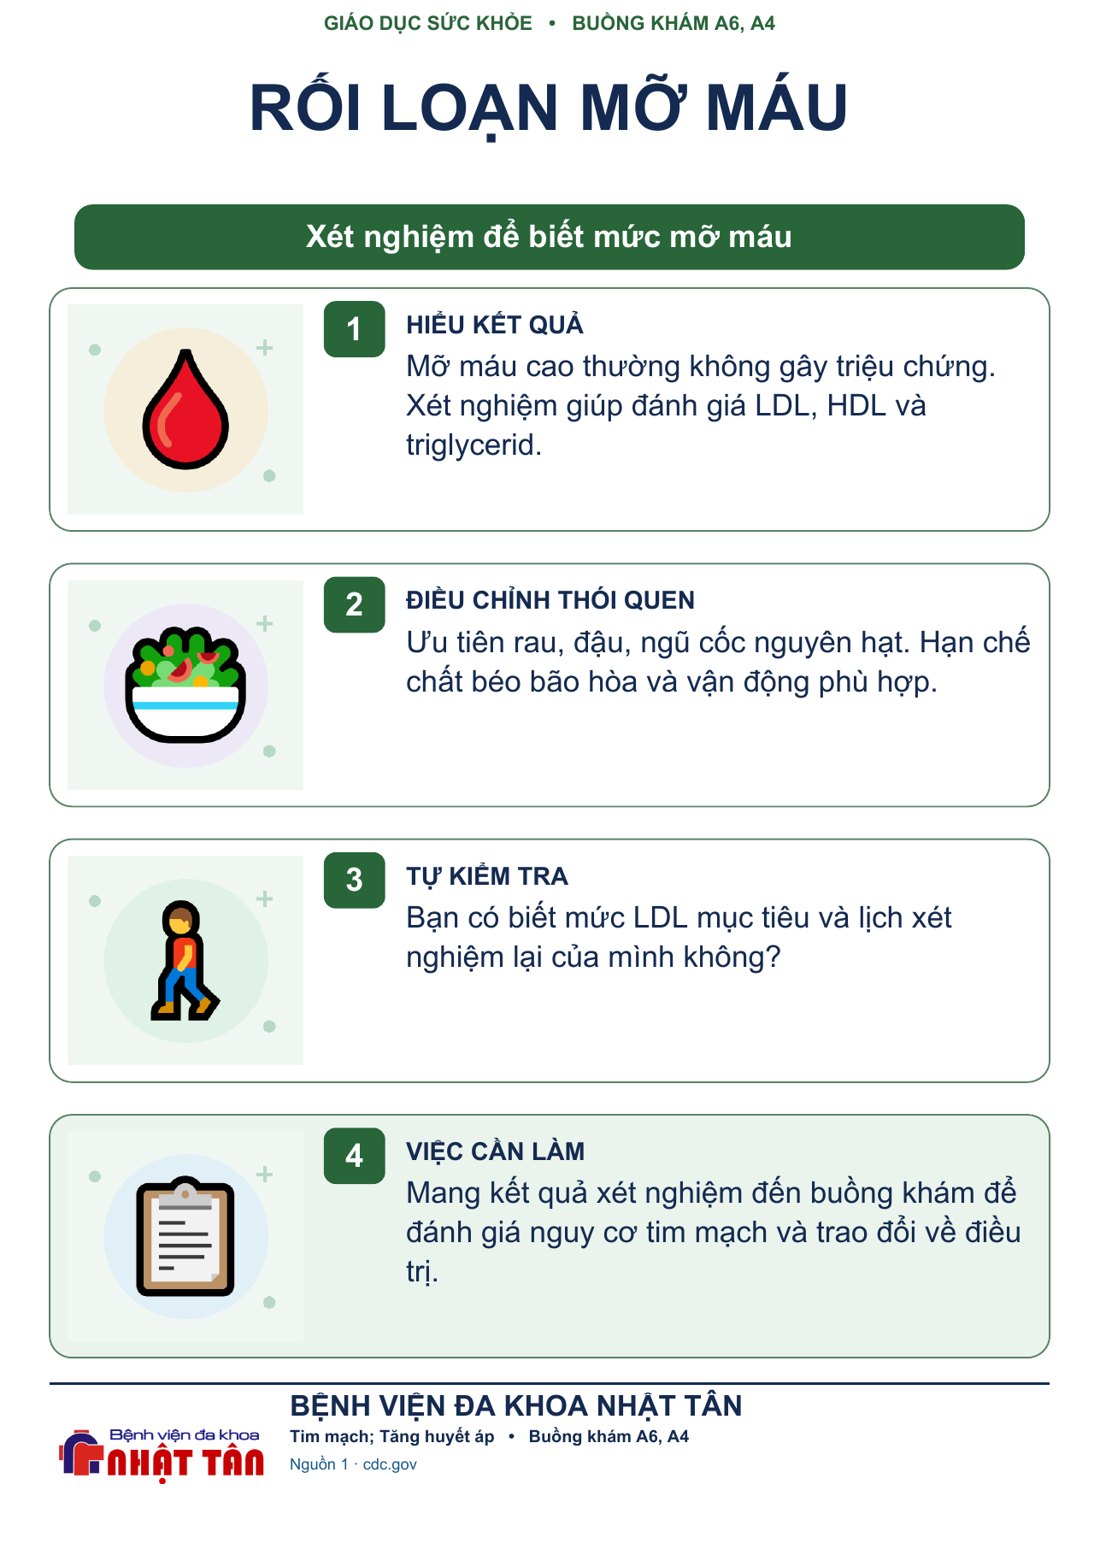 GIÁO DỤC SỨC KHỎE • BUỒNG KHÁM A6, A4
RỐI LOẠN MỠ MÁU
Xét nghiệm để biết mức mỡ máu
1
HIỂU KẾT QUẢ
Mỡ máu cao thường không gây triệu chứng.
Xét nghiệm giúp đánh giá LDL, HDL và
triglycerid.
2
ĐIỀU CHỈNH THÓI QUEN
Ưu tiên rau, đậu, ngũ cốc nguyên hạt. Hạn chế
chất béo bão hòa và vận động phù hợp.
3
TỰ KIỂM TRA
Bạn có biết mức LDL mục tiêu và lịch xét
nghiệm lại của mình không?
4
VIỆC CẦN LÀM
Mang kết quả xét nghiệm đến buồng khám để
đánh giá nguy cơ tim mạch và trao đổi về điều
trị.
BỆNH VIỆN ĐA KHOA NHẬT TÂN
Tim mạch; Tăng huyết áp • Buồng khám A6, A4
Nguồn 1 · cdc.gov
Bệnh viện đa khoa
NHẬT TÂN